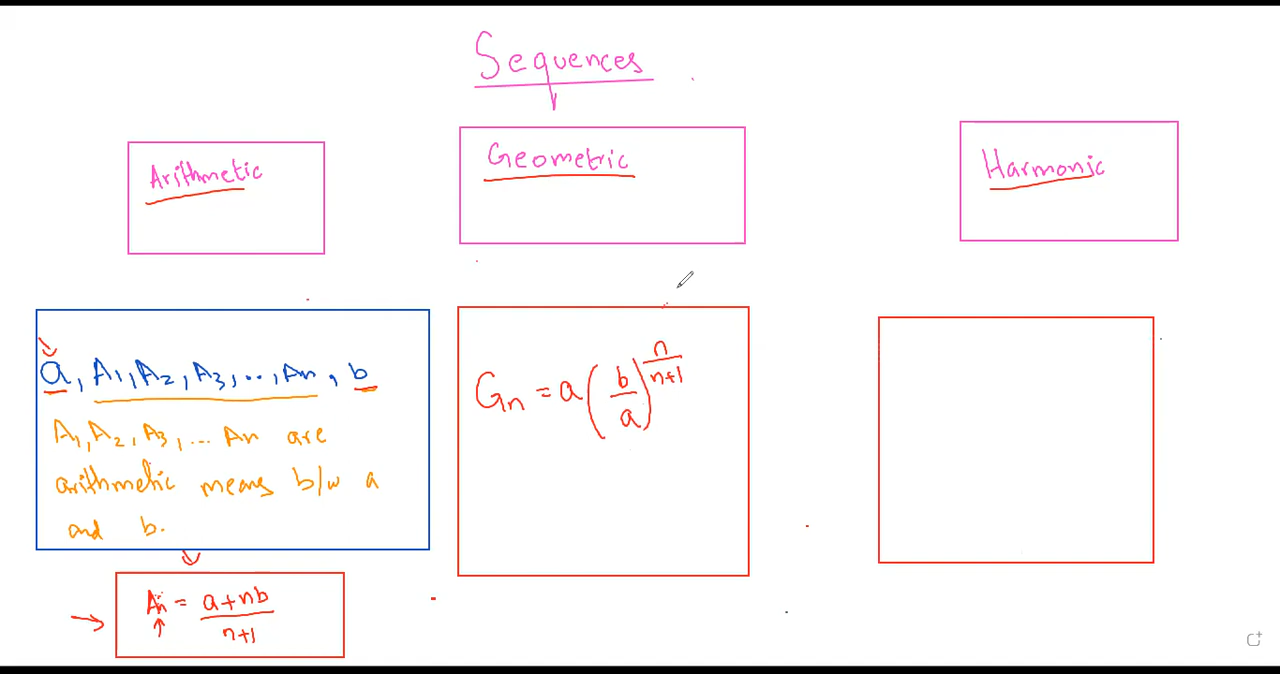 Sequences
Arithmetic
Geometric
Harmonic
a, A1, A2, A3, .., An, b
A1, A2, A3, ... An are
arithmetic means b/w a
and b.
An = (a+nb)/(n+1)
Gn = a(b/a)^(n/(n+1))